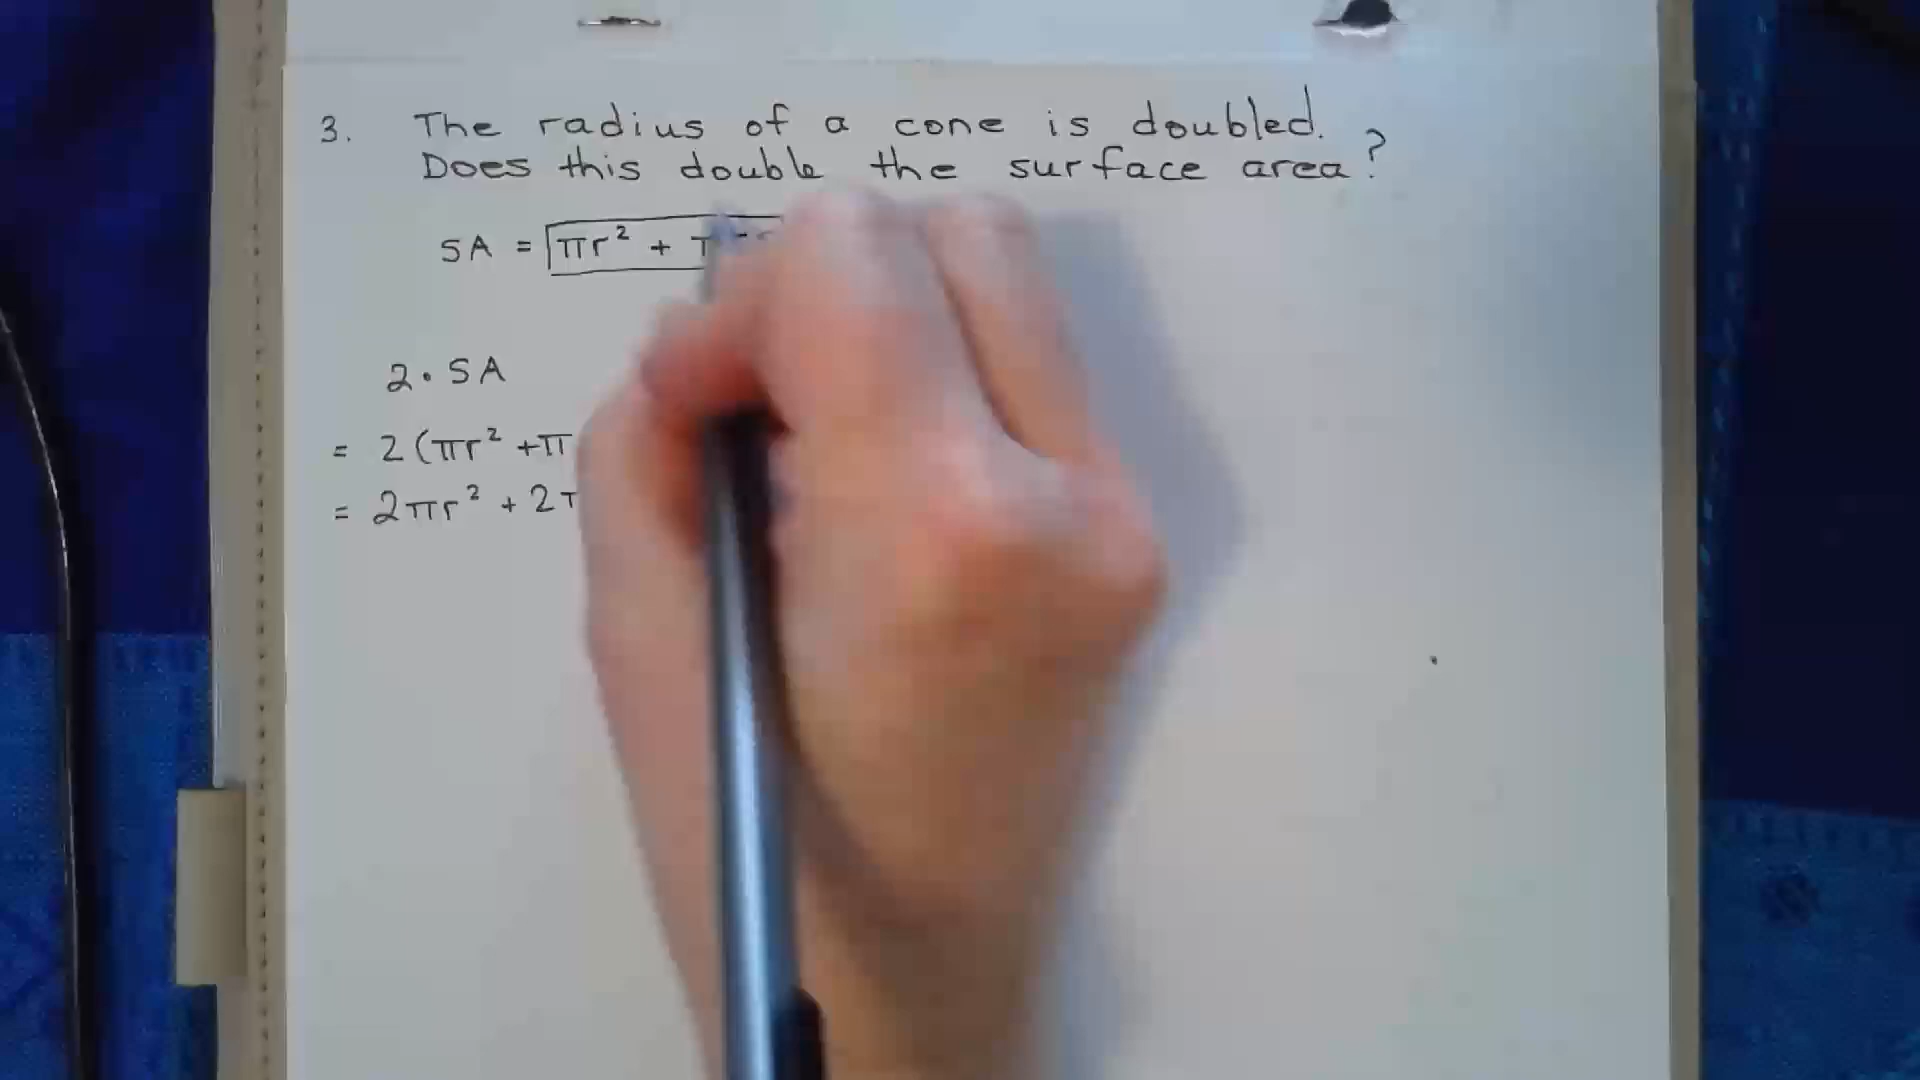 3. The radius of a cone is doubled.
Does this double the surface area?
SA = πr² + π
2 · SA
= 2(πr² + π
= 2πr² + 2π